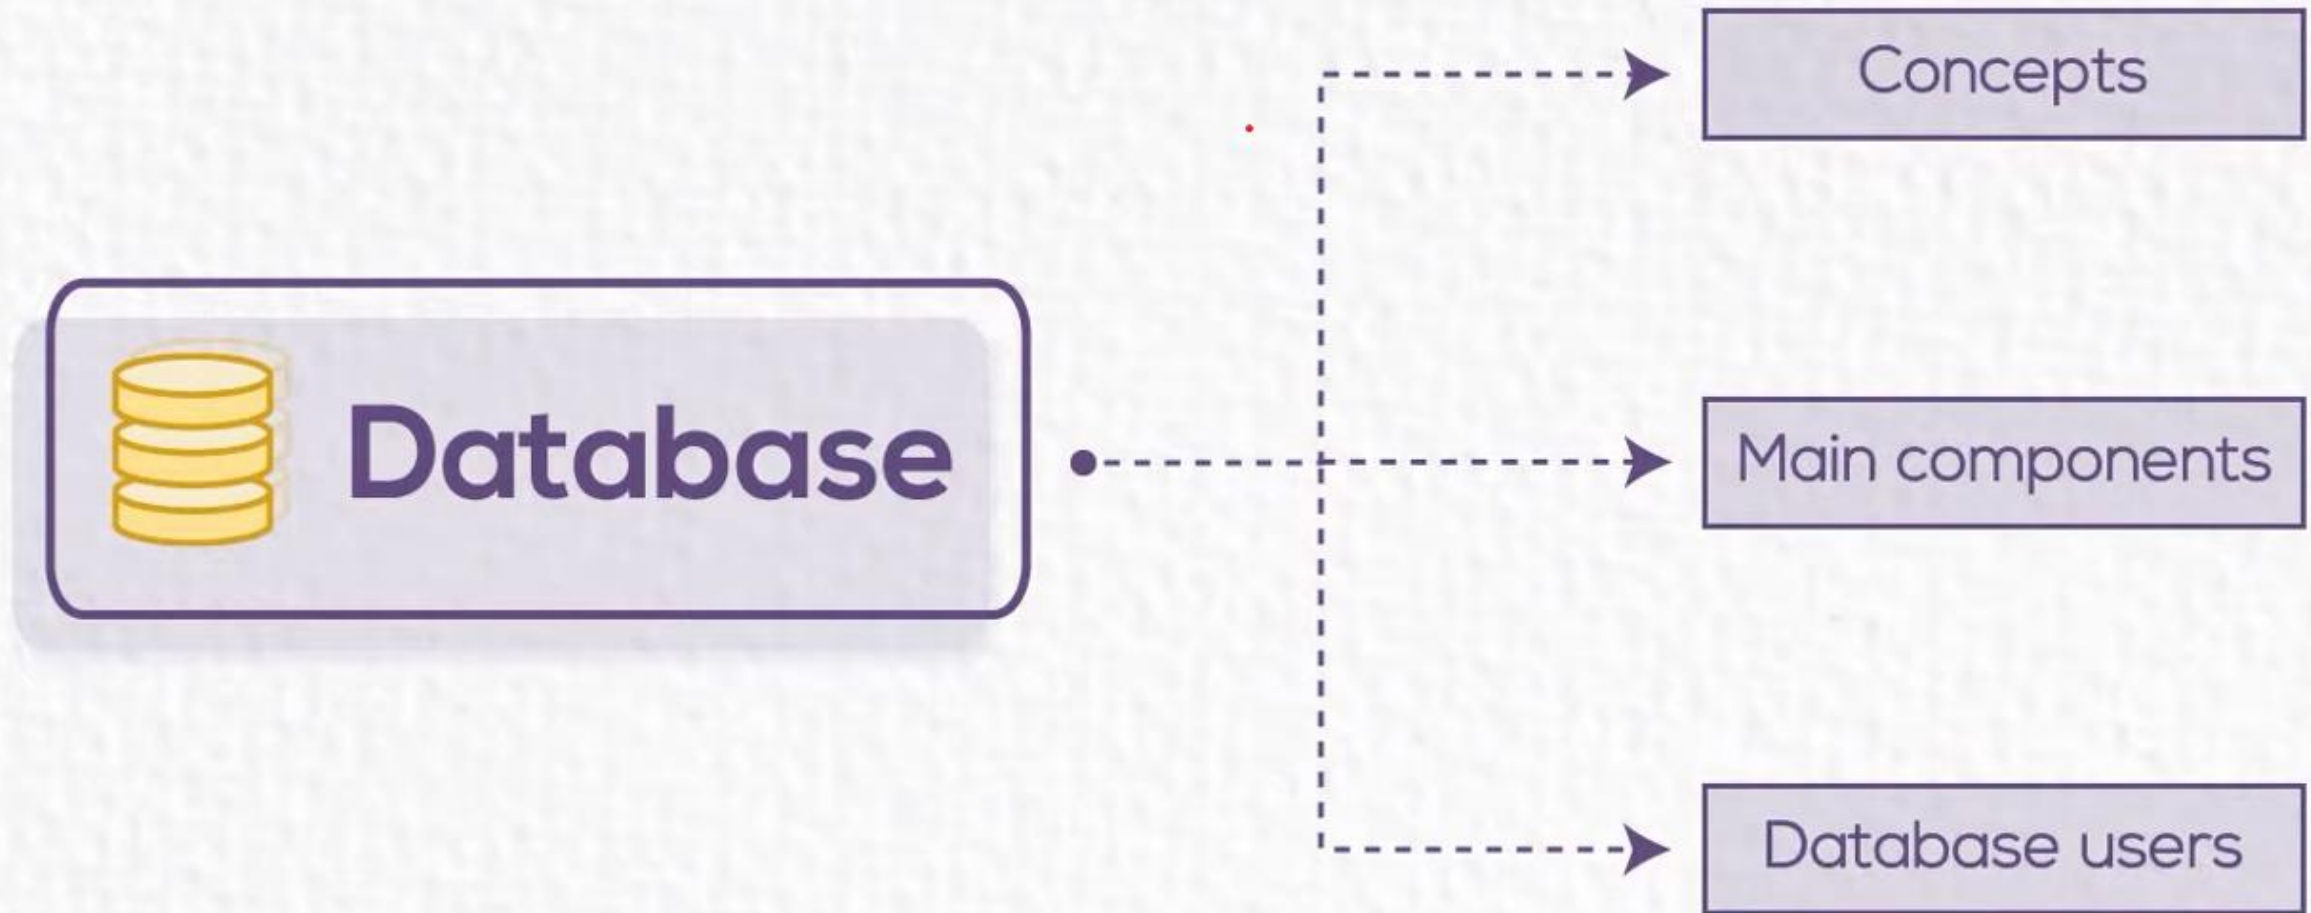 Database
Concepts
Main components
Database users